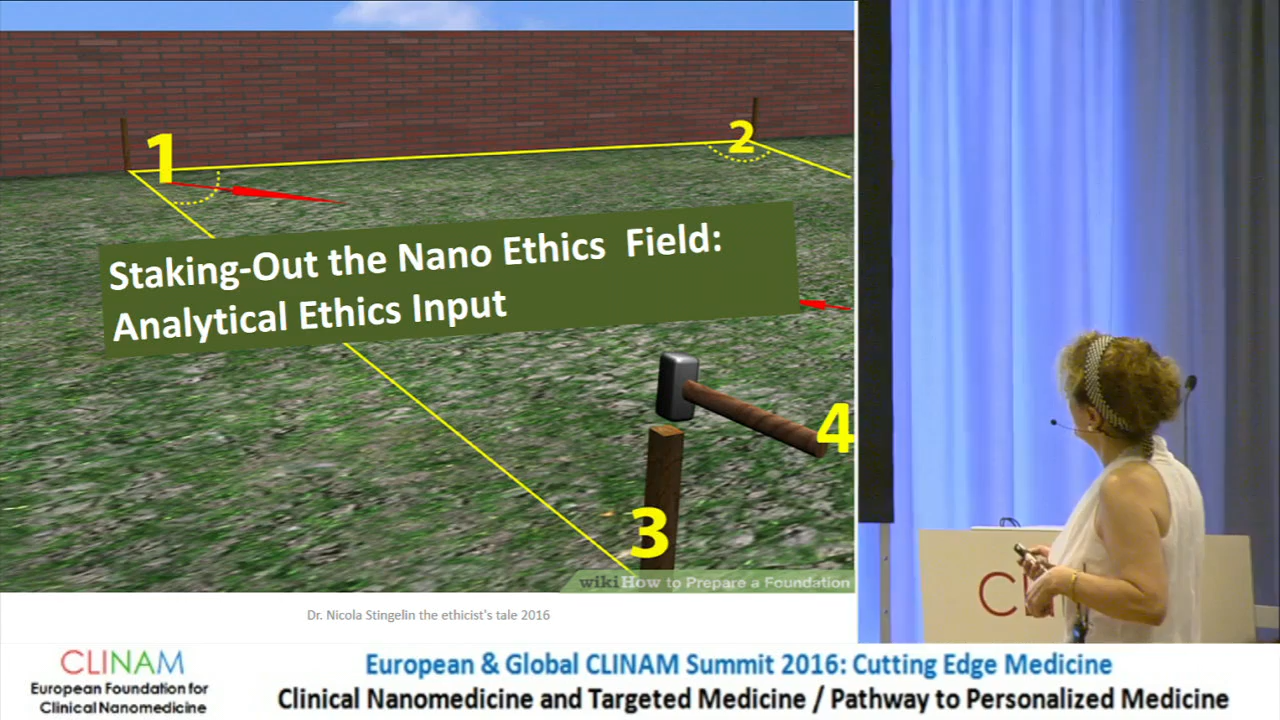 1
2
Staking-Out the Nano Ethics Field:
Analytical Ethics Input
4
3
wikiHow to Prepare a Foundation
Dr. Nicola Stingelin the ethicist's tale 2016
CLINAM
European Foundation for
Clinical Nanomedicine
European & Global CLINAM Summit 2016: Cutting Edge Medicine
Clinical Nanomedicine and Targeted Medicine / Pathway to Personalized Medicine